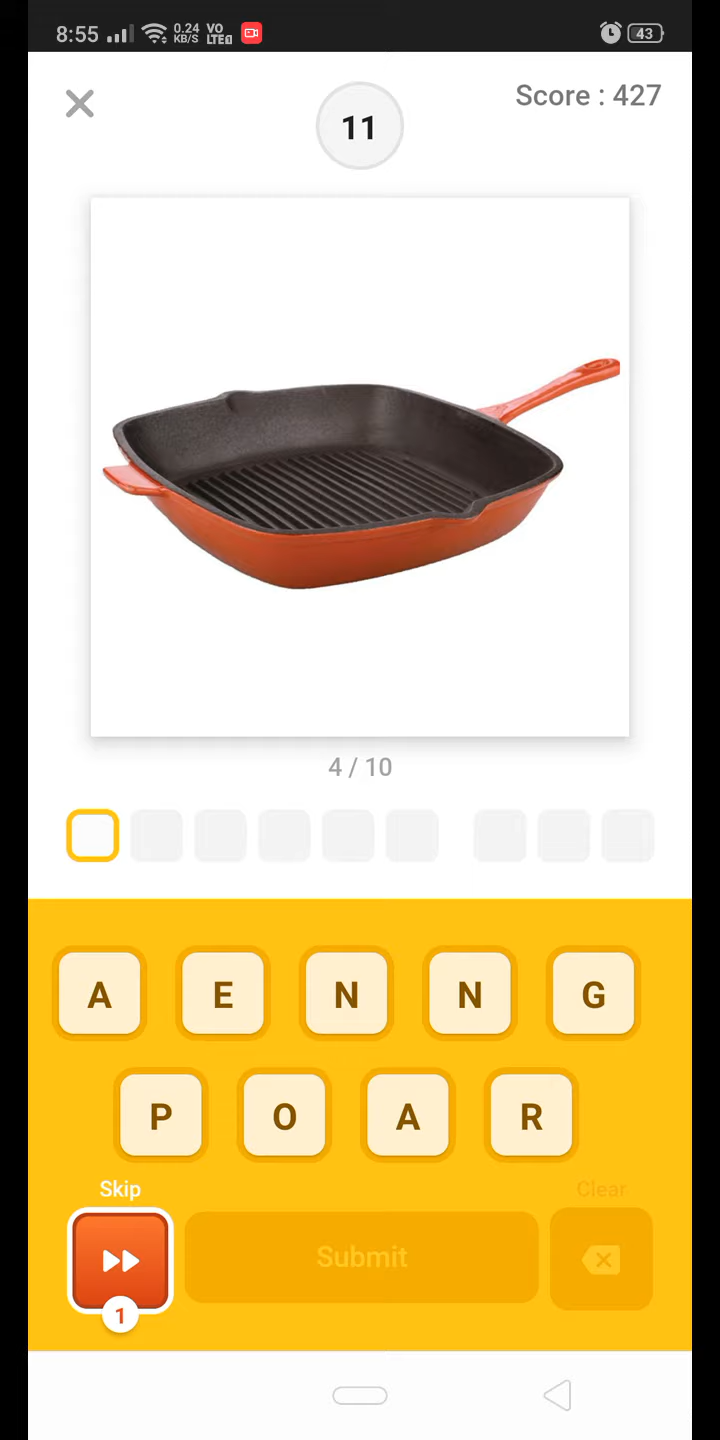 8:55 0.24 KB/S VO LTE 43
11
Score : 427
4 / 10
A E N N G
P O A R
Skip
Clear
Submit
1